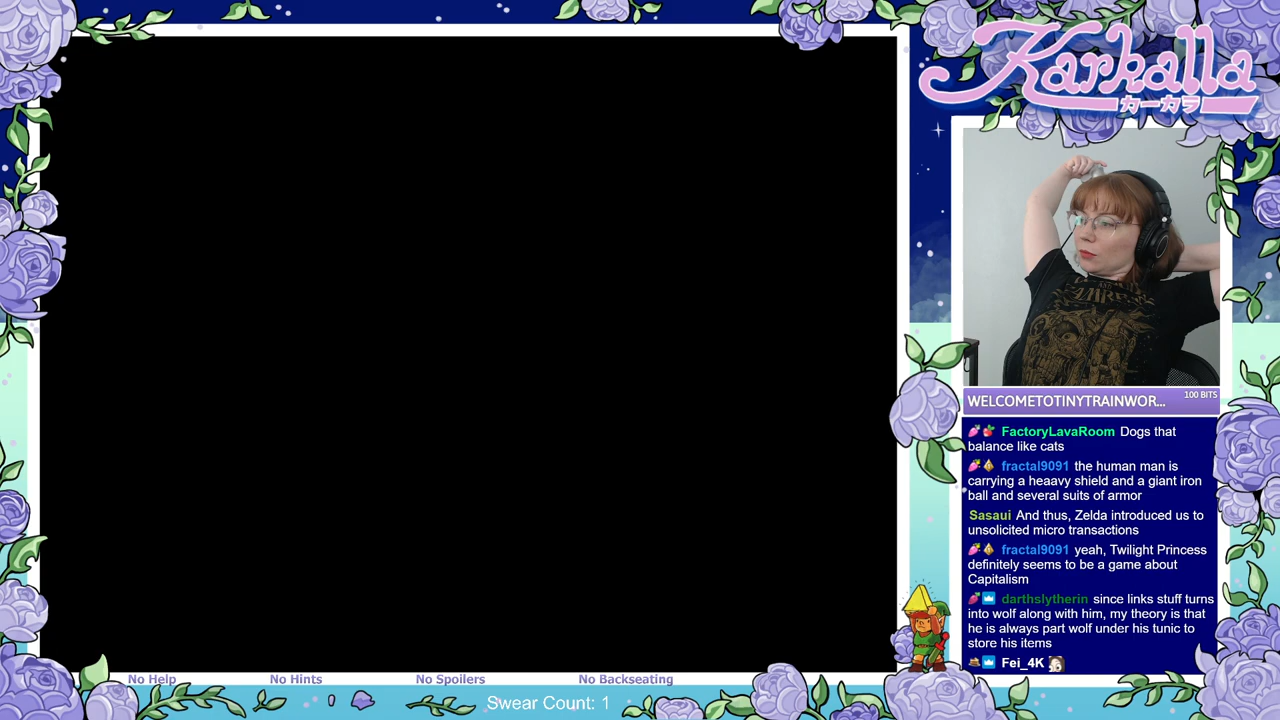 Karkalla
カーカラ
WELCOMETOTINYTRAINWOR...
100 BITS
FactoryLavaRoom Dogs that
balance like cats
fractal9091 the human man is
carrying a heaavy shield and a giant iron
ball and several suits of armor
Sasaui And thus, Zelda introduced us to
unsolicited micro transactions
fractal9091 yeah, Twilight Princess
definitely seems to be a game about
Capitalism
darthslytherin since links stuff turns
into wolf along with him, my theory is that
he is always part wolf under his tunic to
store his items
Fei_4K
No Help
No Hints
No Spoilers
No Backseating
Swear Count: 1